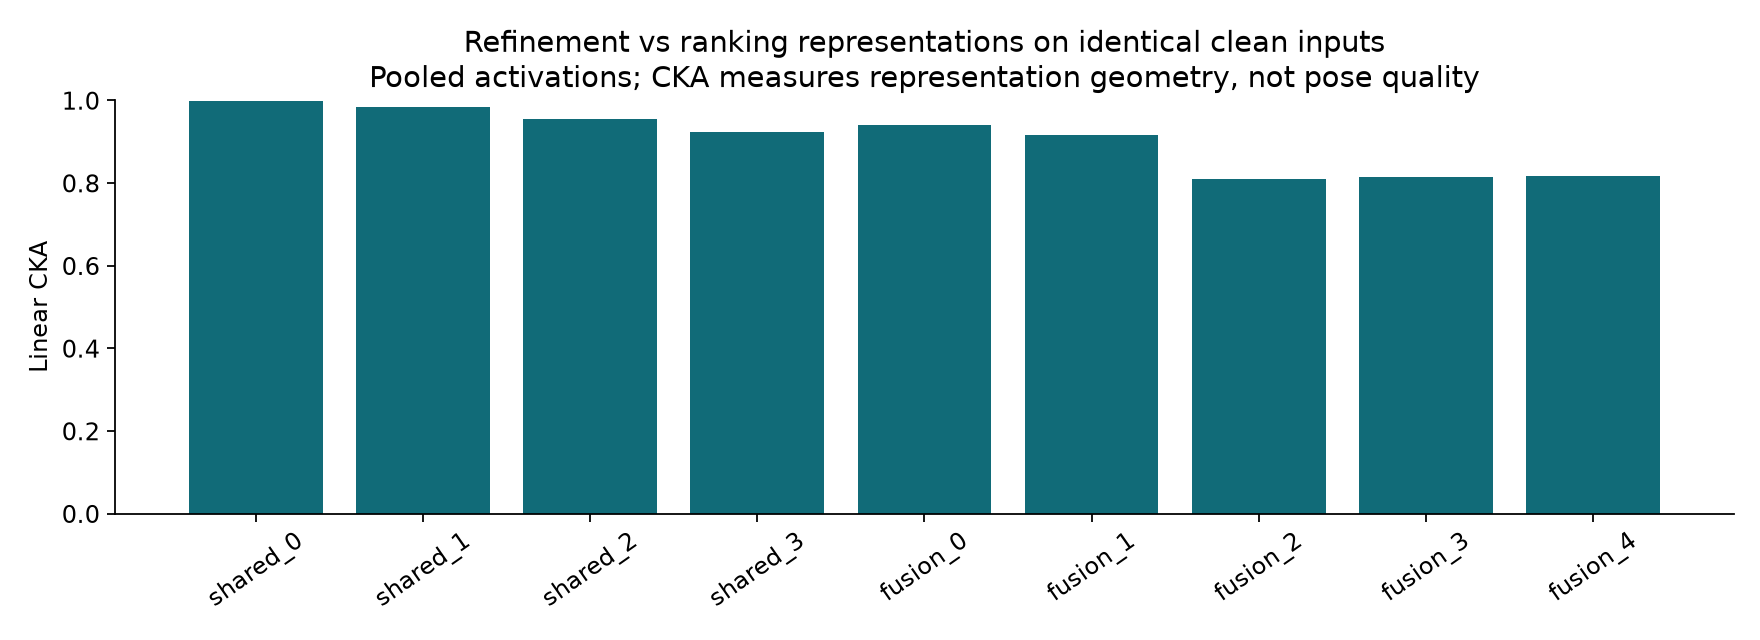 Refinement vs ranking representations on identical clean inputs
Pooled activations; CKA measures representation geometry, not pose quality
1.0
0.8
0.6
0.4
0.2
0.0
Linear CKA
shared_0
shared_1
shared_2
shared_3
fusion_0
fusion_1
fusion_2
fusion_3
fusion_4